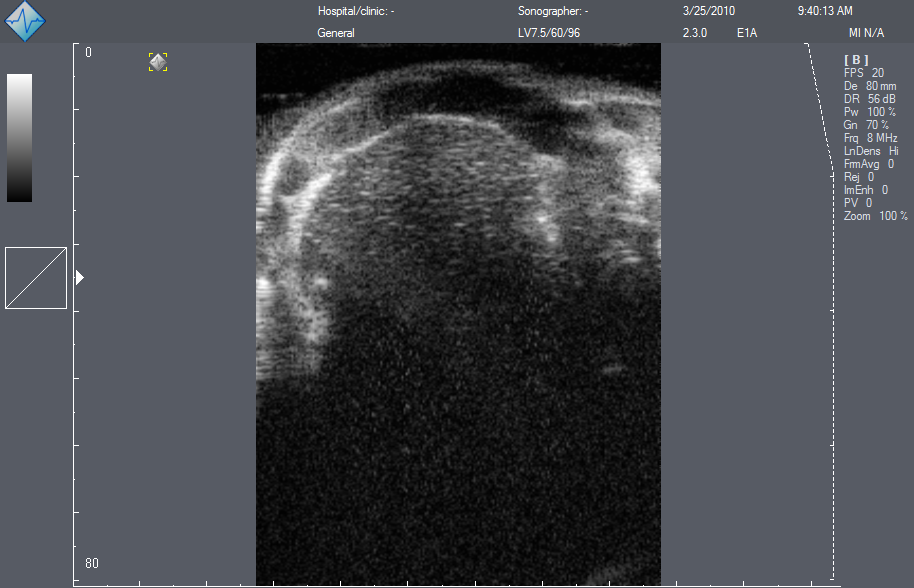 Hospital/clinic: - Sonographer: - 3/25/2010 9:40:13 AM
General LV7.5/60/96 2.3.0 E1A MI N/A
0
[ B ]
FPS 20
De 80 mm
DR 56 dB
Pw 100 %
Gn 70 %
Frq 8 MHz
LnDens Hi
FrmAvg 0
Rej 0
ImEnh 0
PV 0
Zoom 100 %
80